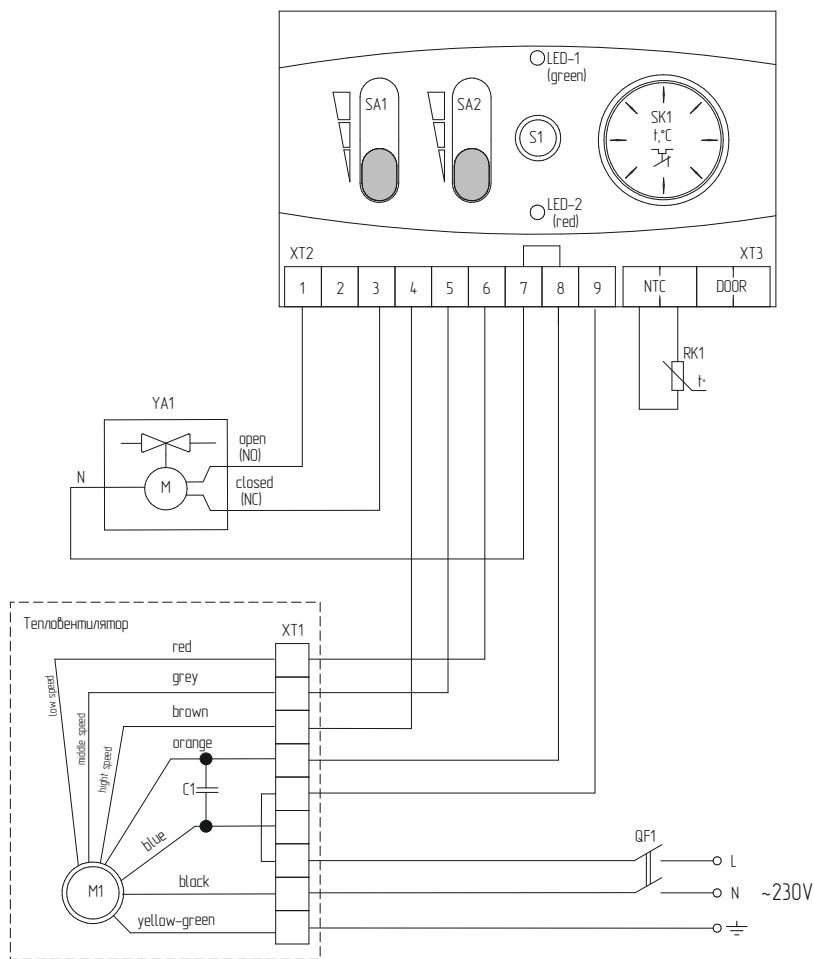 LED-1
(green)
SA1
SA2
S1
SK1
t,°C
LED-2
(red)
XT2
XT3
1 2 3 4 5 6 7 8 9 NTC DOOR
RK1
t°
YA1
open
(NO)
N
M
closed
(NC)
Тепловентилятор
XT1
red
low speed
grey
middle speed
brown
hight speed
orange
C1
blue
QF1
L
M1
black
N ~230V
yellow-green